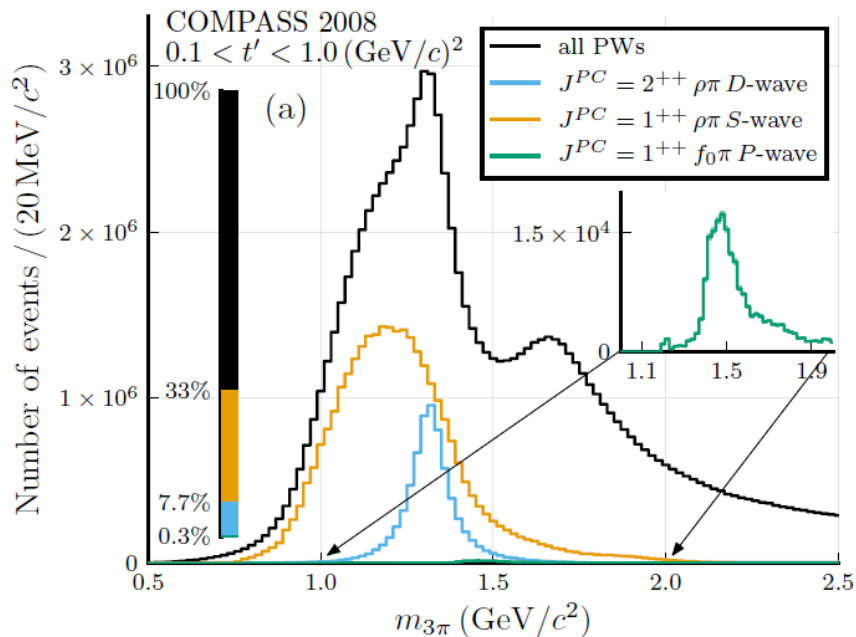 COMPASS 2008
0.1 < t′ < 1.0 (GeV/c)²
(a)
all PWs
Jᴾᶜ = 2⁺⁺ ρπ D-wave
Jᴾᶜ = 1⁺⁺ ρπ S-wave
Jᴾᶜ = 1⁺⁺ f₀π P-wave
Number of events / (20 MeV/c²)
3 × 10⁶
2 × 10⁶
1 × 10⁶
0
100%
33%
7.7%
0.3%
1.5 × 10⁴
0
1.1 1.5 1.9
0.5 1.0 1.5 2.0 2.5
m₃π (GeV/c²)